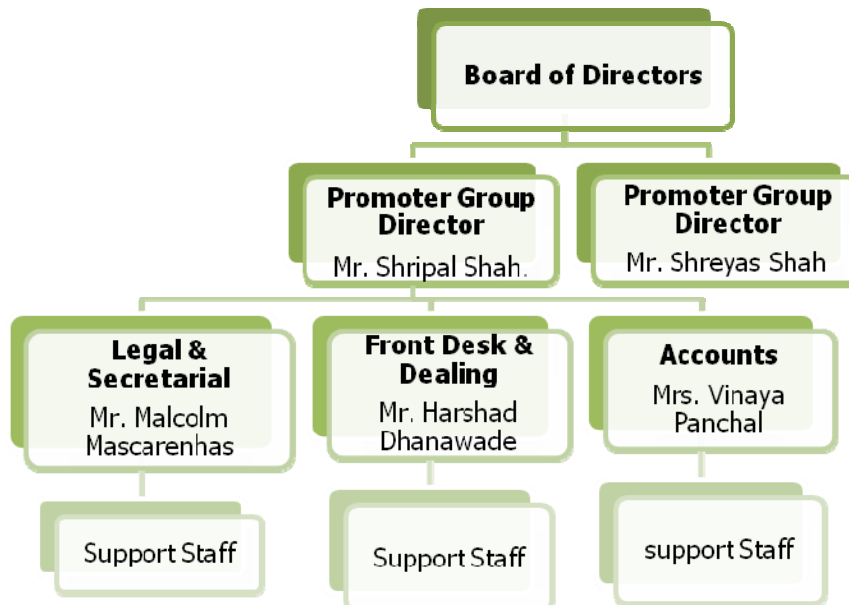 Board of Directors
Promoter Group
Director
Mr. Shripal Shah.
Promoter Group
Director
Mr. Shreyas Shah
Legal &
Secretarial
Mr. Malcolm
Mascarenhas
Front Desk &
Dealing
Mr. Harshad
Dhanawade
Accounts
Mrs. Vinaya
Panchal
Support Staff
Support Staff
support Staff